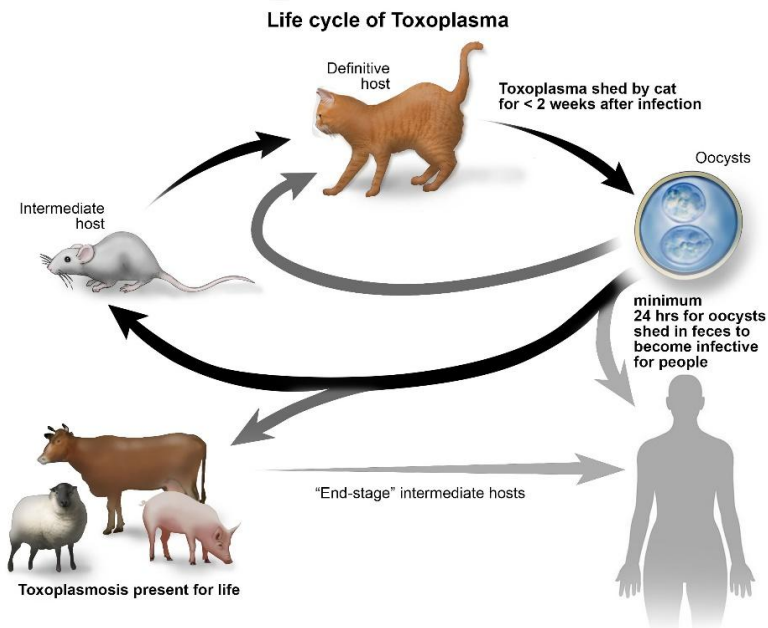 Life cycle of Toxoplasma
Definitive
host
Toxoplasma shed by cat
for < 2 weeks after infection
Oocysts
Intermediate
host
minimum
24 hrs for oocysts
shed in feces to
become infective
for people
“End-stage” intermediate hosts
Toxoplasmosis present for life